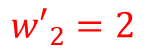 w′₂ = 2